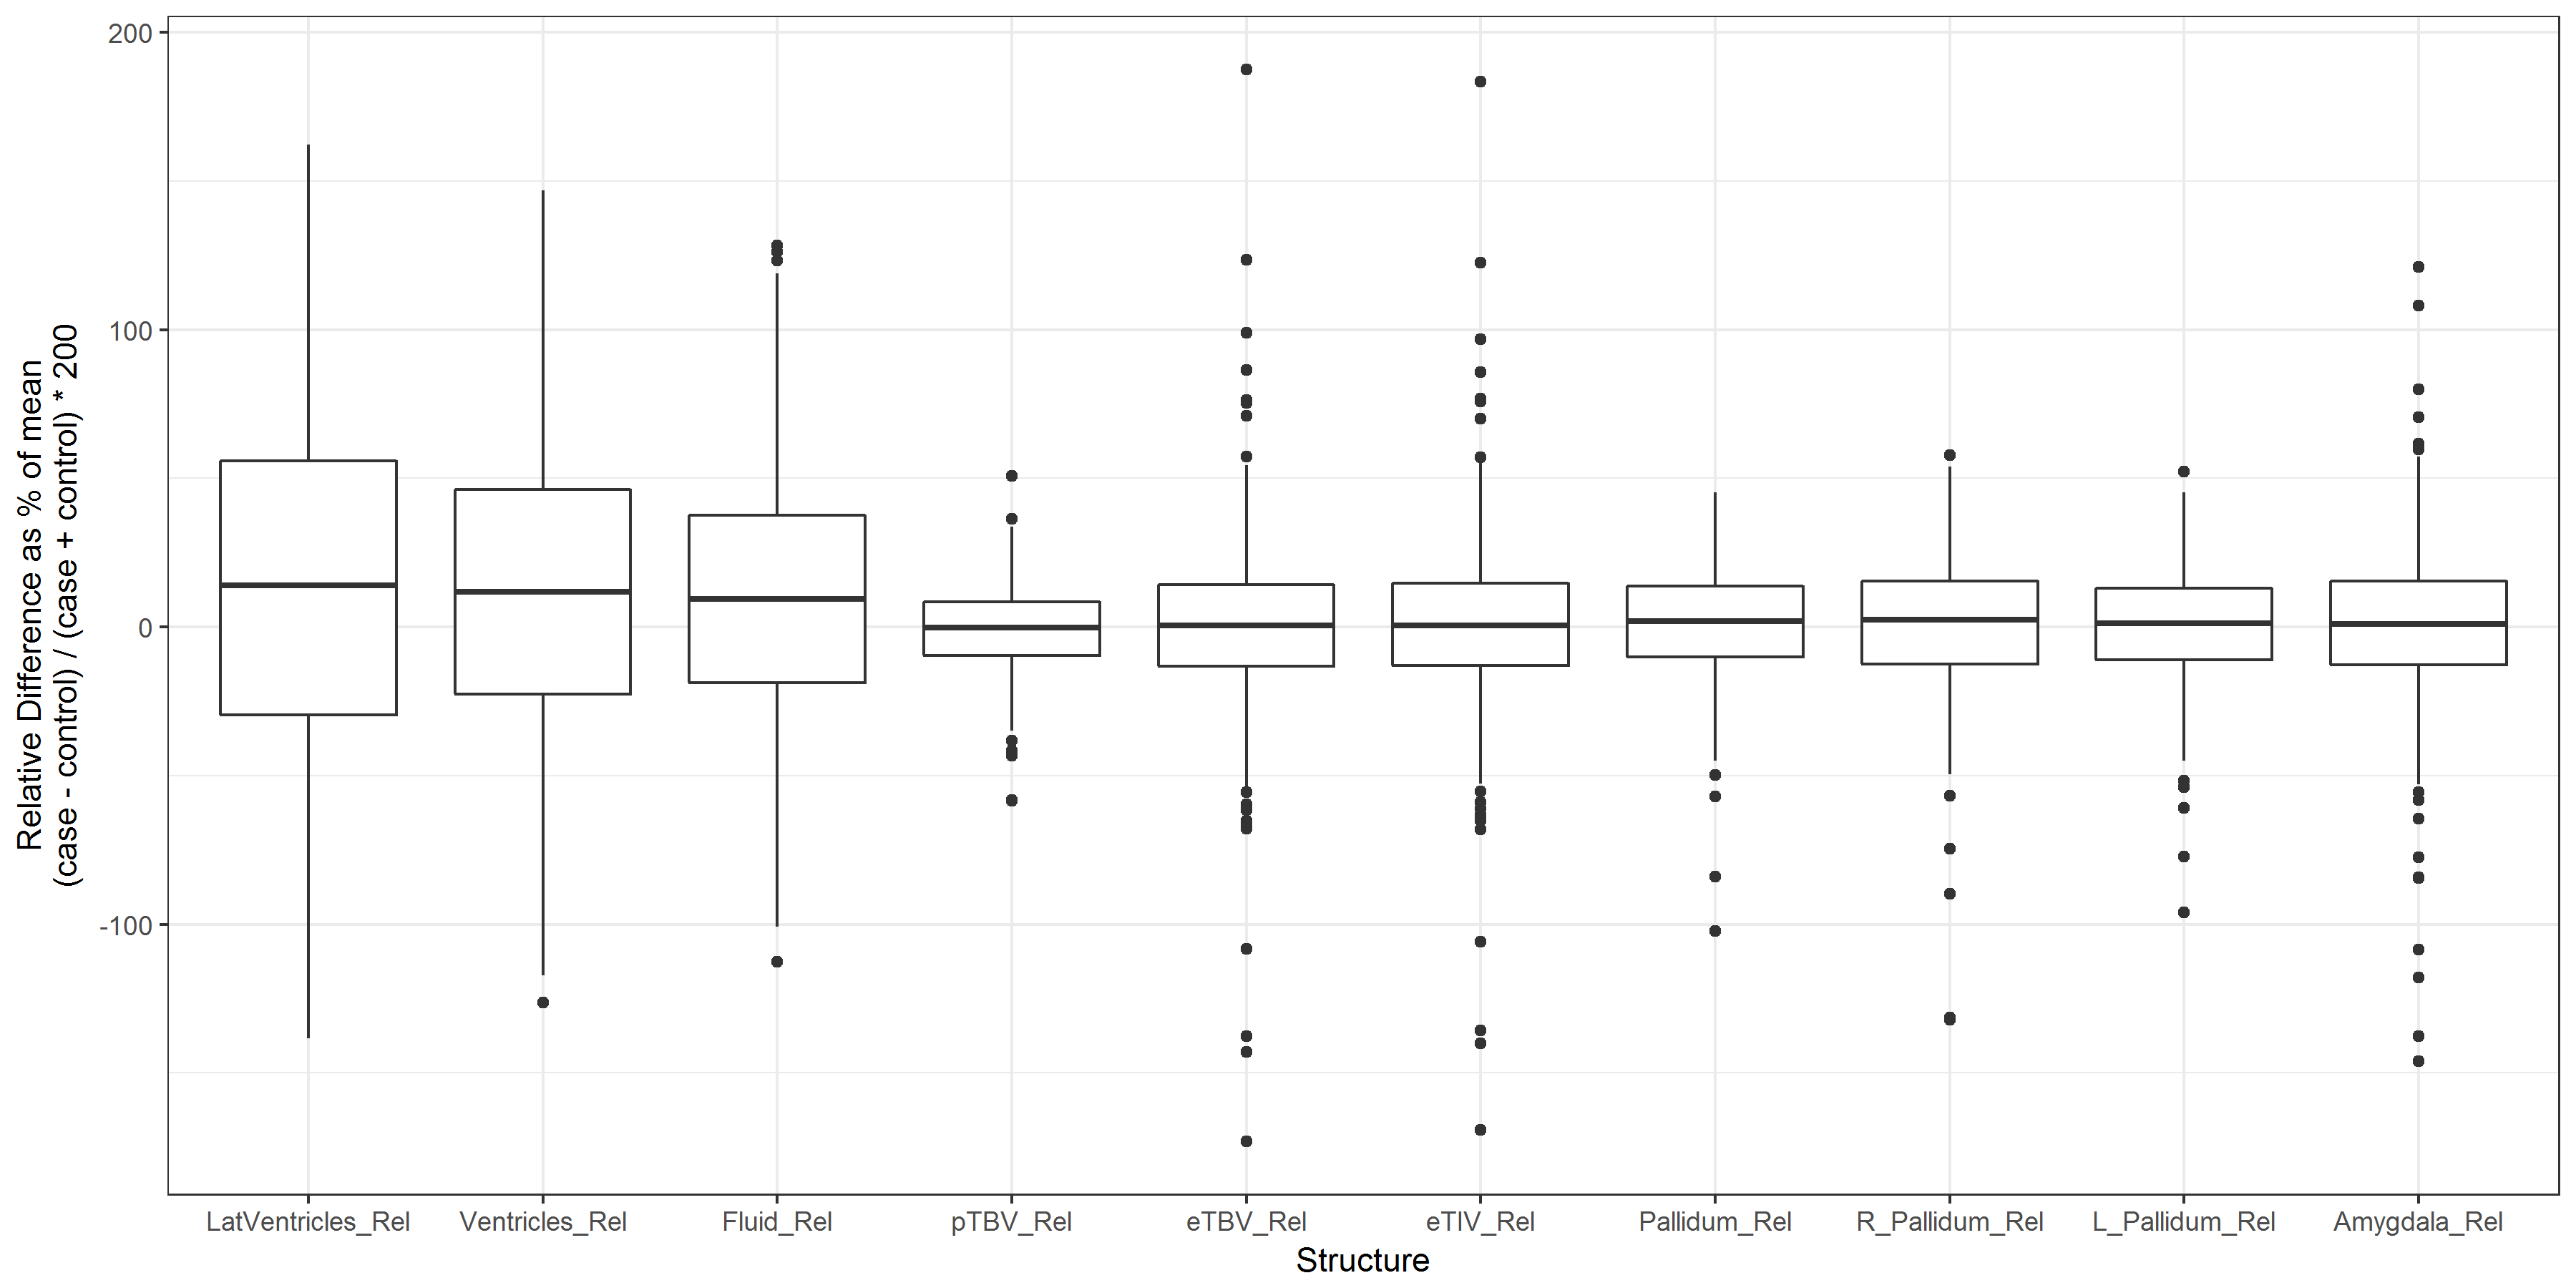 Relative Difference as % of mean
(case - control) / (case + control) * 200
200
100
0
-100
LatVentricles_Rel
Ventricles_Rel
Fluid_Rel
pTBV_Rel
eTBV_Rel
eTIV_Rel
Pallidum_Rel
R_Pallidum_Rel
L_Pallidum_Rel
Amygdala_Rel
Structure